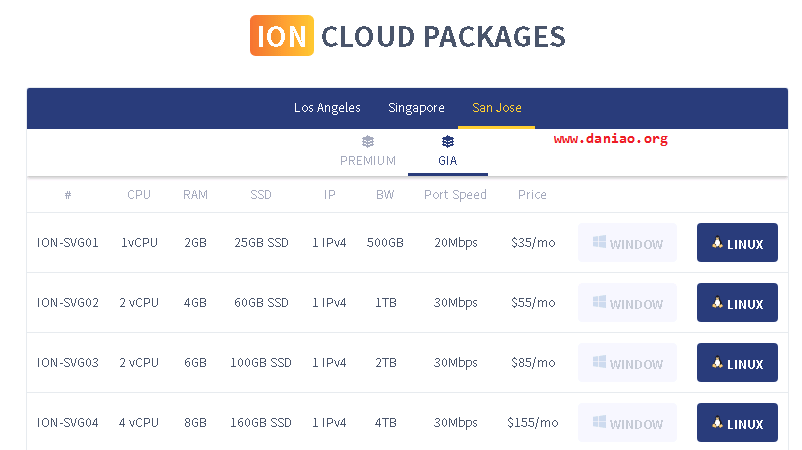 ION CLOUD PACKAGES
Los Angeles Singapore San Jose
www.daniao.org
PREMIUM GIA
# CPU RAM SSD IP BW Port Speed Price
ION-SVG01 1vCPU 2GB 25GB SSD 1 IPv4 500GB 20Mbps $35/mo WINDOW LINUX
ION-SVG02 2 vCPU 4GB 60GB SSD 1 IPv4 1TB 30Mbps $55/mo WINDOW LINUX
ION-SVG03 2 vCPU 6GB 100GB SSD 1 IPv4 2TB 30Mbps $85/mo WINDOW LINUX
ION-SVG04 4 vCPU 8GB 160GB SSD 1 IPv4 4TB 30Mbps $155/mo WINDOW LINUX